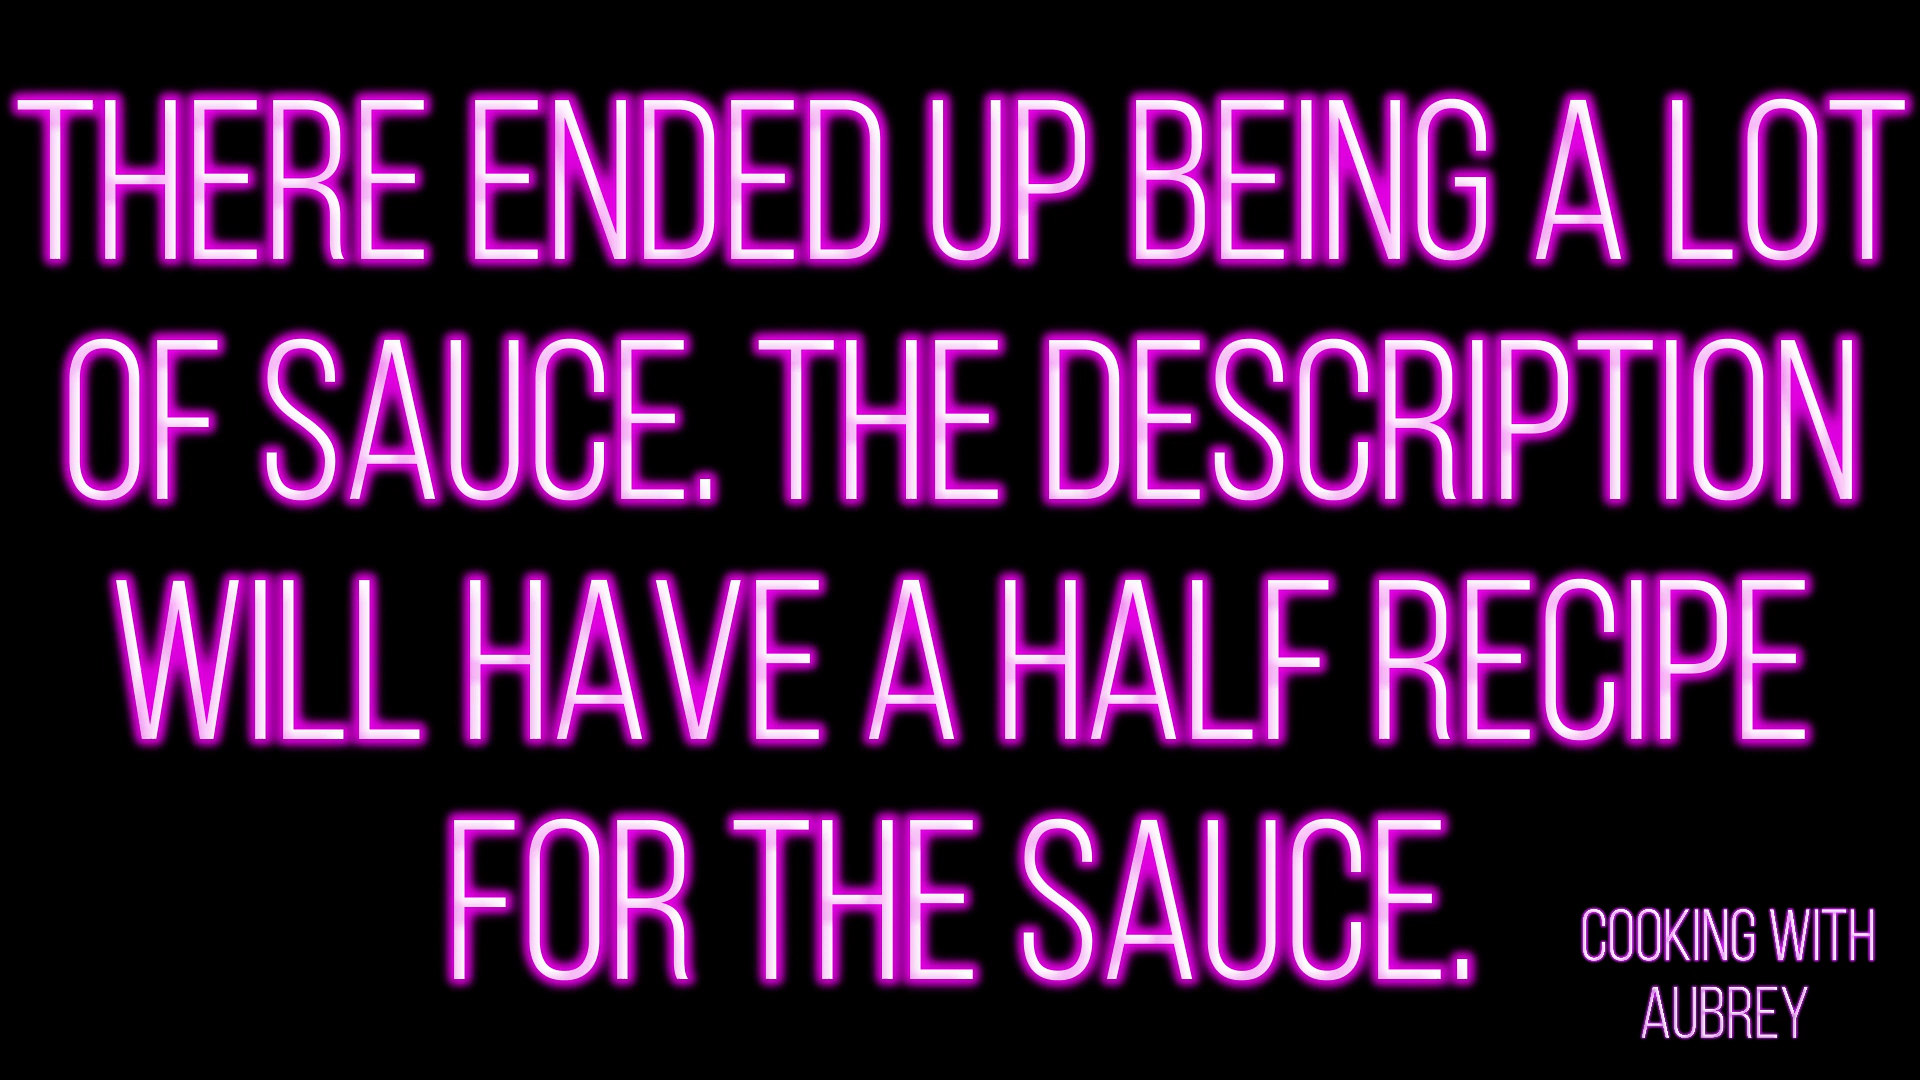 THERE ENDED UP BEING A LOT
OF SAUCE. THE DESCRIPTION
WILL HAVE A HALF RECIPE
FOR THE SAUCE.
COOKING WITH
AUBREY